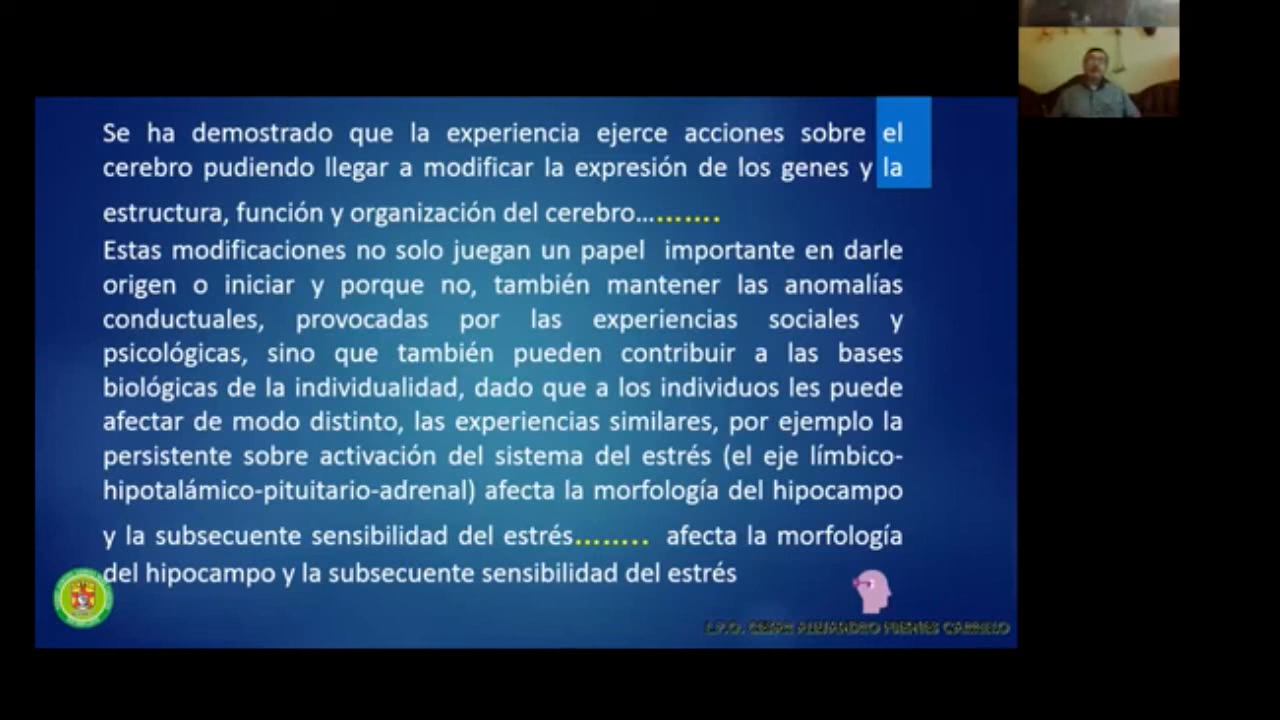 Se ha demostrado que la experiencia ejerce acciones sobre el
cerebro pudiendo llegar a modificar la expresión de los genes y la
estructura, función y organización del cerebro...…….
Estas modificaciones no solo juegan un papel importante en darle
origen o iniciar y porque no, también mantener las anomalías
conductuales, provocadas por las experiencias sociales y
psicológicas, sino que también pueden contribuir a las bases
biológicas de la individualidad, dado que a los individuos les puede
afectar de modo distinto, las experiencias similares, por ejemplo la
persistente sobre activación del sistema del estrés (el eje límbico-
hipotalámico-pituitario-adrenal) afecta la morfología del hipocampo
y la subsecuente sensibilidad del estrés........ afecta la morfología
del hipocampo y la subsecuente sensibilidad del estrés
CESAR ALEJANDRO FUENTES CARRILLO